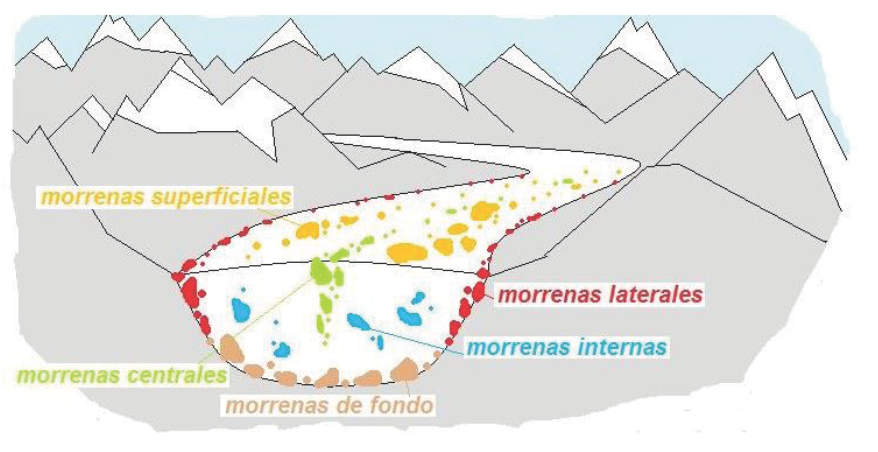 morrenas superficiales
morrenas laterales
morrenas internas
morrenas centrales
morrenas de fondo